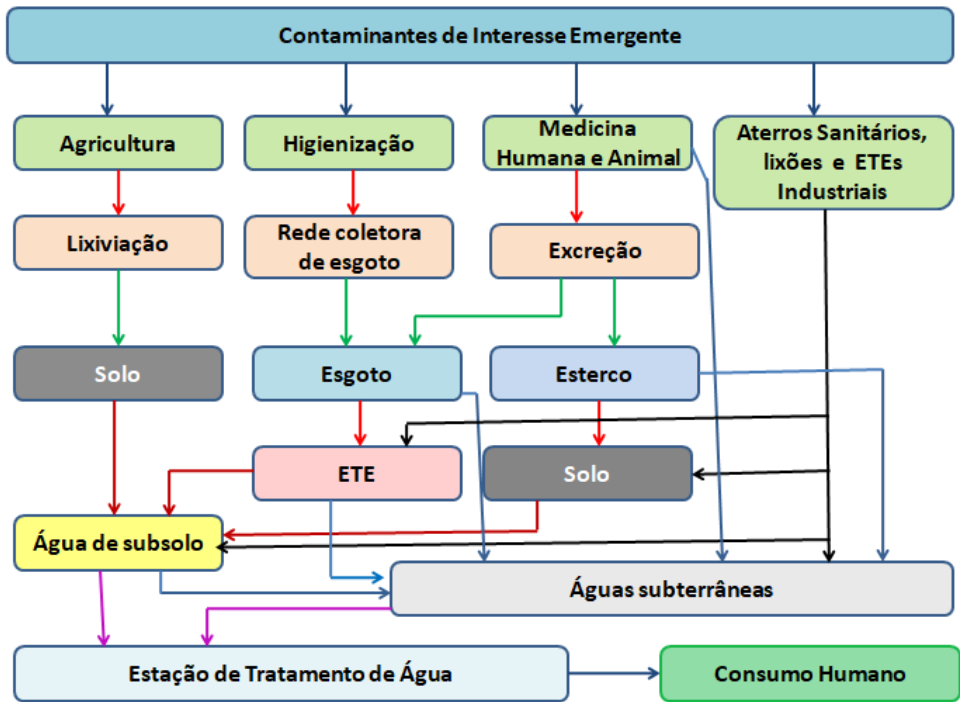 Contaminantes de Interesse Emergente
Agricultura
Higienização
Medicina
Humana e Animal
Aterros Sanitários,
lixões e ETEs
Industriais
Lixiviação
Rede coletora
de esgoto
Excreção
Solo
Esgoto
Esterco
ETE
Solo
Água de subsolo
Águas subterrâneas
Estação de Tratamento de Água
Consumo Humano